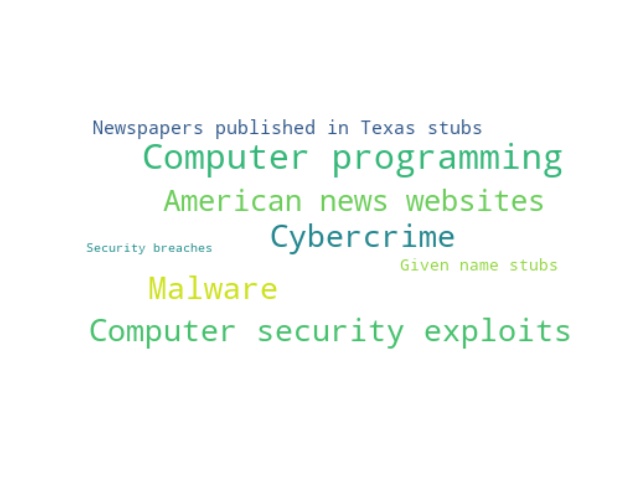 Newspapers published in Texas stubs
Computer programming
American news websites
Cybercrime
Security breaches
Given name stubs
Malware
Computer security exploits